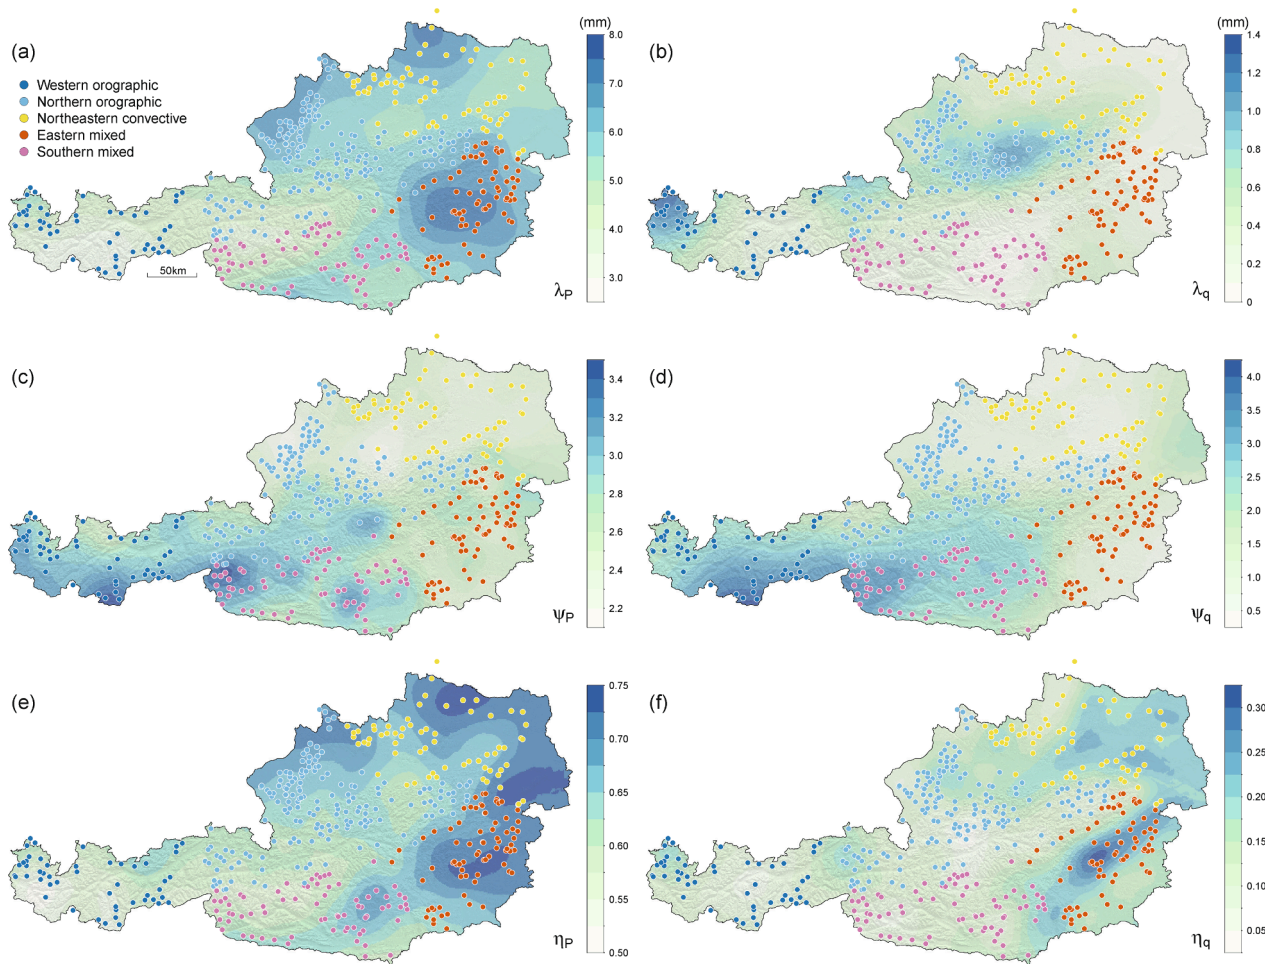 (a)
(mm)
8.0
7.0
6.0
5.0
4.0
3.0
Western orographic
Northern orographic
Northeastern convective
Eastern mixed
Southern mixed
50km
λP
(b)
(mm)
1.4
1.2
1.0
0.8
0.6
0.4
0.2
0
λq
(c)
3.4
3.2
3.0
2.8
2.6
2.4
2.2
ψP
(d)
4.0
3.5
3.0
2.5
2.0
1.5
1.0
0.5
ψq
(e)
0.75
0.70
0.65
0.60
0.55
0.50
ηP
(f)
0.30
0.25
0.20
0.15
0.10
0.05
ηq